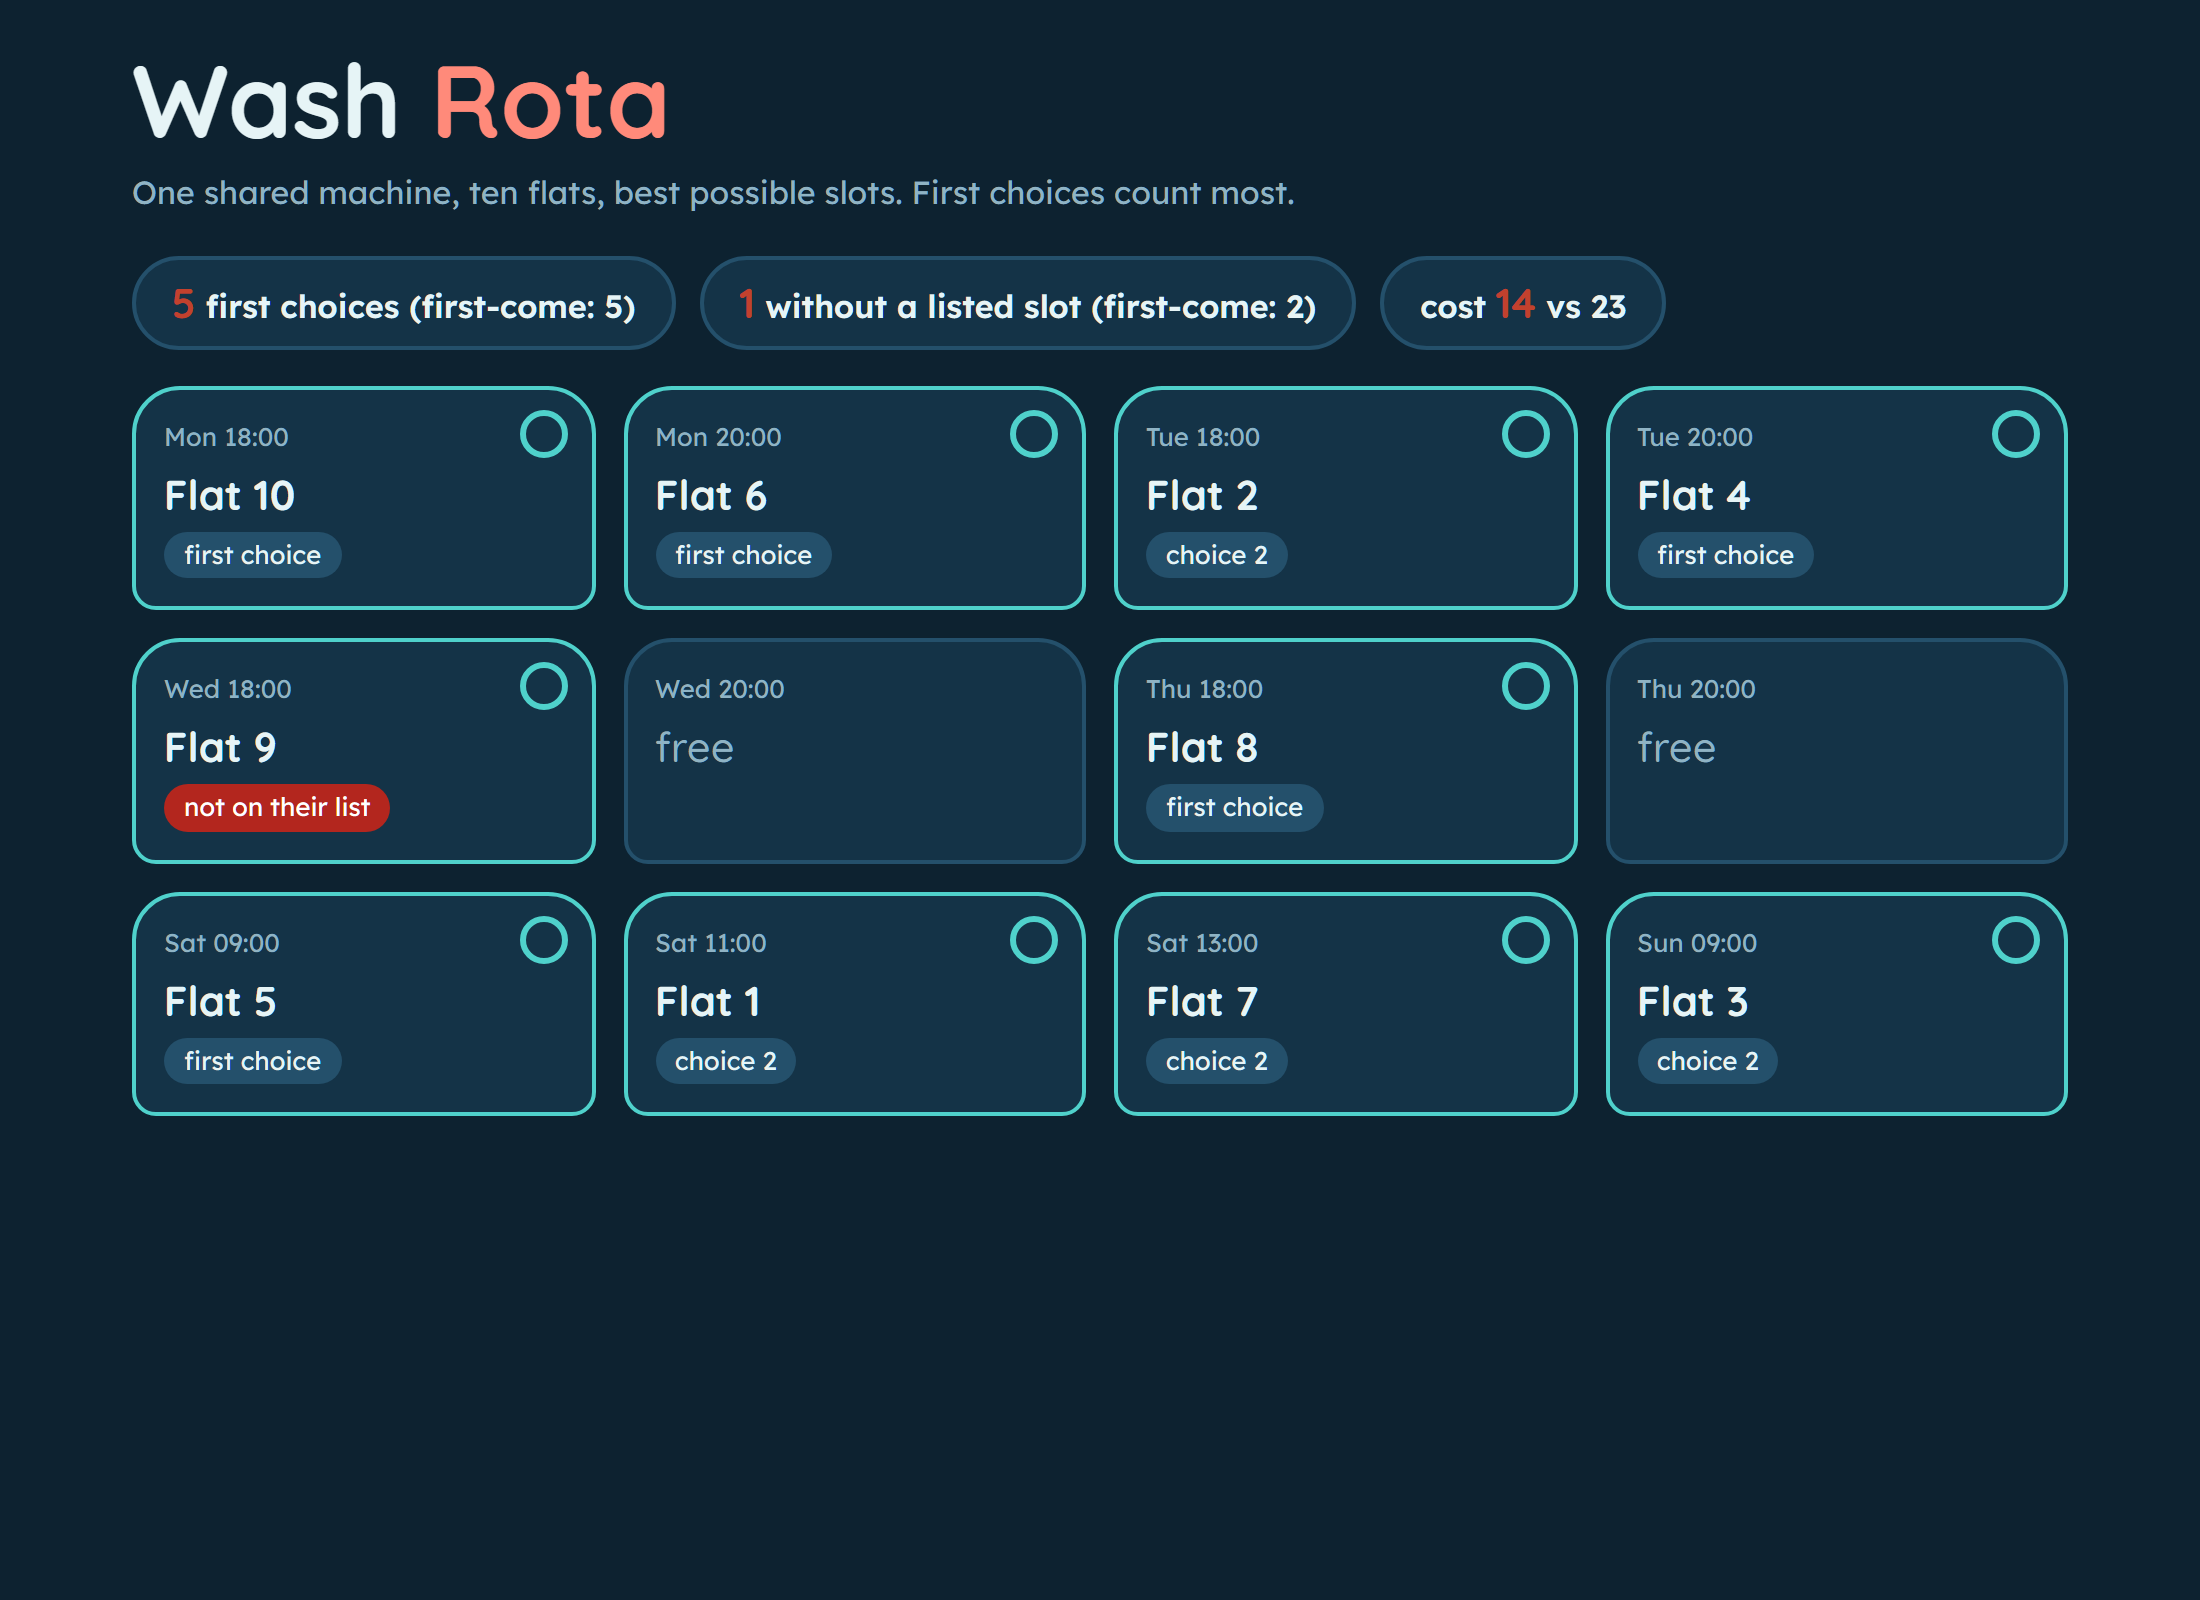 Wash Rota
One shared machine, ten flats, best possible slots. First choices count most.
5 first choices (first-come: 5)
1 without a listed slot (first-come: 2)
cost 14 vs 23
Mon 18:00
Flat 10
first choice
Mon 20:00
Flat 6
first choice
Tue 18:00
Flat 2
choice 2
Tue 20:00
Flat 4
first choice
Wed 18:00
Flat 9
not on their list
Wed 20:00
free
Thu 18:00
Flat 8
first choice
Thu 20:00
free
Sat 09:00
Flat 5
first choice
Sat 11:00
Flat 1
choice 2
Sat 13:00
Flat 7
choice 2
Sun 09:00
Flat 3
choice 2